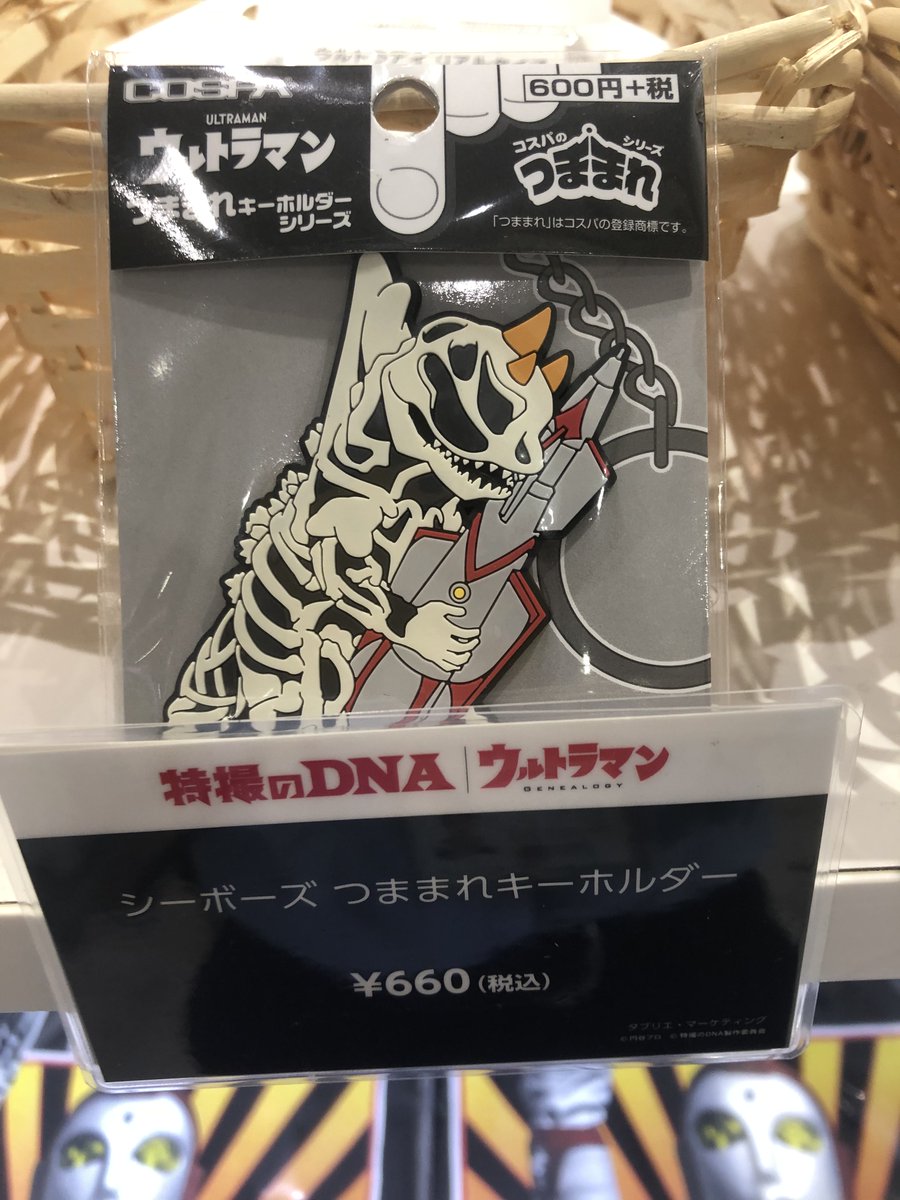 COSPA
ULTRAMAN
ウルトラマン
つままれキーホルダー
シリーズ
600円+税
コスパの
つままれ
シリーズ
「つままれ」はコスパの登録商標です。
特撮のDNA
ウルトラマン
GENEALOGY
シーボーズ つままれキーホルダー
¥660(税込)
タブリエ・マーケティング
©円谷プロ ©特撮のDNA製作委員会